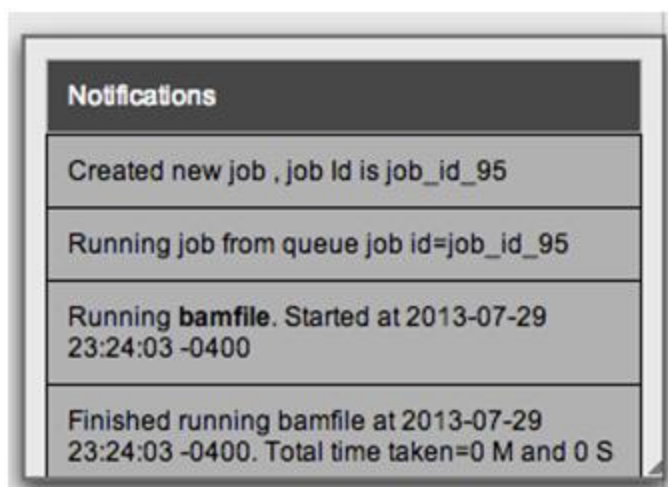 Notifications
Created new job , job Id is job_id_95
Running job from queue job id=job_id_95
Running bamfile. Started at 2013-07-29
23:24:03 -0400
Finished running bamfile at 2013-07-29
23:24:03 -0400. Total time taken=0 M and 0 S